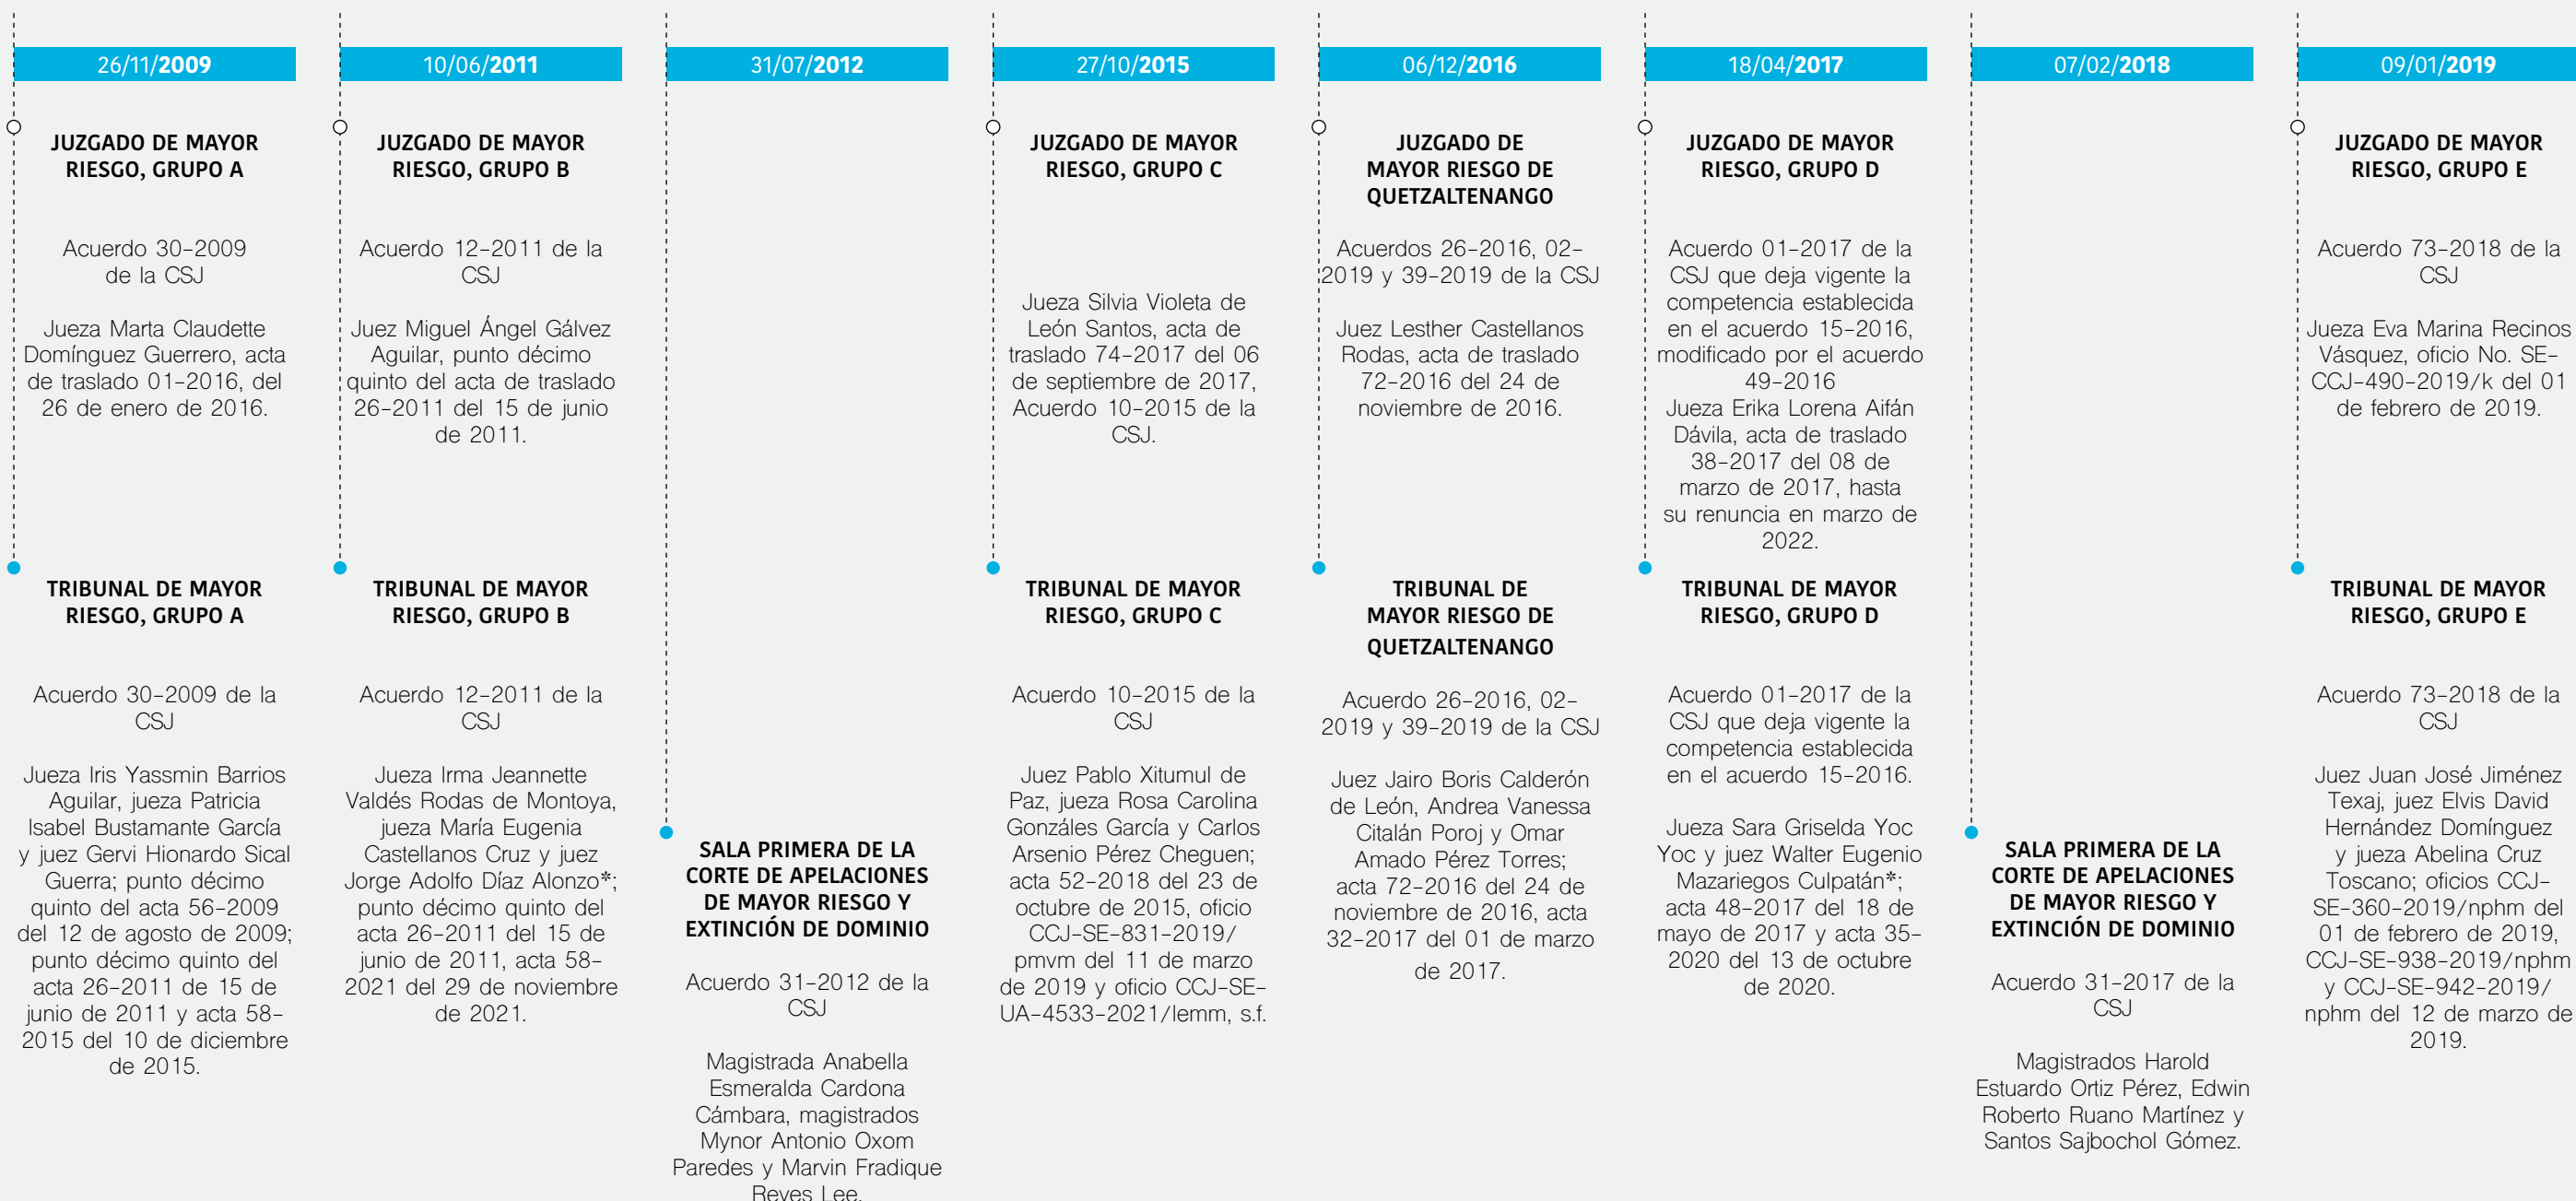 26/11/2009
JUZGADO DE MAYOR
RIESGO, GRUPO A
Acuerdo 30-2009
de la CSJ
Jueza Marta Claudette
Domínguez Guerrero, acta
de traslado 01-2016, del
26 de enero de 2016.
TRIBUNAL DE MAYOR
RIESGO, GRUPO A
Acuerdo 30-2009 de la
CSJ
Jueza Iris Yassmin Barrios
Aguilar, jueza Patricia
Isabel Bustamante García
y juez Gervi Hionardo Sical
Guerra; punto décimo
quinto del acta 56-2009
del 12 de agosto de 2009;
punto décimo quinto del
acta 26-2011 de 15 de
junio de 2011 y acta 58-
2015 del 10 de diciembre
de 2015.
10/06/2011
JUZGADO DE MAYOR
RIESGO, GRUPO B
Acuerdo 12-2011 de la
CSJ
Juez Miguel Ángel Gálvez
Aguilar, punto décimo
quinto del acta de traslado
26-2011 del 15 de junio
de 2011.
TRIBUNAL DE MAYOR
RIESGO, GRUPO B
Acuerdo 12-2011 de la
CSJ
Jueza Irma Jeannette
Valdés Rodas de Montoya,
jueza María Eugenia
Castellanos Cruz y juez
Jorge Adolfo Díaz Alonzo*;
punto décimo quinto del
acta 26-2011 del 15 de
junio de 2011, acta 58-
2021 del 29 de noviembre
de 2021.
31/07/2012
SALA PRIMERA DE LA
CORTE DE APELACIONES
DE MAYOR RIESGO Y
EXTINCIÓN DE DOMINIO
Acuerdo 31-2012 de la
CSJ
Magistrada Anabella
Esmeralda Cardona
Cámbara, magistrados
Mynor Antonio Oxom
Paredes y Marvin Fradique
Reyes Lee.
27/10/2015
JUZGADO DE MAYOR
RIESGO, GRUPO C
Jueza Silvia Violeta de
León Santos, acta de
traslado 74-2017 del 06
de septiembre de 2017,
Acuerdo 10-2015 de la
CSJ.
TRIBUNAL DE MAYOR
RIESGO, GRUPO C
Acuerdo 10-2015 de la
CSJ
Juez Pablo Xitumul de
Paz, jueza Rosa Carolina
Gonzáles García y Carlos
Arsenio Pérez Cheguen;
acta 52-2018 del 23 de
octubre de 2015, oficio
CCJ-SE-831-2019/
pmvm del 11 de marzo
de 2019 y oficio CCJ-SE-
UA-4533-2021/lemm, s.f.
06/12/2016
JUZGADO DE
MAYOR RIESGO DE
QUETZALTENANGO
Acuerdos 26-2016, 02-
2019 y 39-2019 de la CSJ
Juez Lesther Castellanos
Rodas, acta de traslado
72-2016 del 24 de
noviembre de 2016.
TRIBUNAL DE
MAYOR RIESGO DE
QUETZALTENANGO
Acuerdo 26-2016, 02-
2019 y 39-2019 de la CSJ
Juez Jairo Boris Calderón
de León, Andrea Vanessa
Citalán Poroj y Omar
Amado Pérez Torres;
acta 72-2016 del 24 de
noviembre de 2016, acta
32-2017 del 01 de marzo
de 2017.
18/04/2017
JUZGADO DE MAYOR
RIESGO, GRUPO D
Acuerdo 01-2017 de la
CSJ que deja vigente la
competencia establecida
en el acuerdo 15-2016,
modificado por el acuerdo
49-2016
Jueza Erika Lorena Aifán
Dávila, acta de traslado
38-2017 del 08 de
marzo de 2017, hasta
su renuncia en marzo de
2022.
TRIBUNAL DE MAYOR
RIESGO, GRUPO D
Acuerdo 01-2017 de la
CSJ que deja vigente la
competencia establecida
en el acuerdo 15-2016.
Jueza Sara Griselda Yoc
Yoc y juez Walter Eugenio
Mazariegos Culpatán*;
acta 48-2017 del 18 de
mayo de 2017 y acta 35-
2020 del 13 de octubre
de 2020.
07/02/2018
SALA PRIMERA DE LA
CORTE DE APELACIONES
DE MAYOR RIESGO Y
EXTINCIÓN DE DOMINIO
Acuerdo 31-2017 de la
CSJ
Magistrados Harold
Estuardo Ortiz Pérez, Edwin
Roberto Ruano Martínez y
Santos Sajbochol Gómez.
09/01/2019
JUZGADO DE MAYOR
RIESGO, GRUPO E
Acuerdo 73-2018 de la
CSJ
Jueza Eva Marina Recinos
Vásquez, oficio No. SE-
CCJ-490-2019/k del 01
de febrero de 2019.
TRIBUNAL DE MAYOR
RIESGO, GRUPO E
Acuerdo 73-2018 de la
CSJ
Juez Juan José Jiménez
Texaj, juez Elvis David
Hernández Domínguez
y jueza Abelina Cruz
Toscano; oficios CCJ-
SE-360-2019/nphm del
01 de febrero de 2019,
CCJ-SE-938-2019/nphm
y CCJ-SE-942-2019/
nphm del 12 de marzo de
2019.